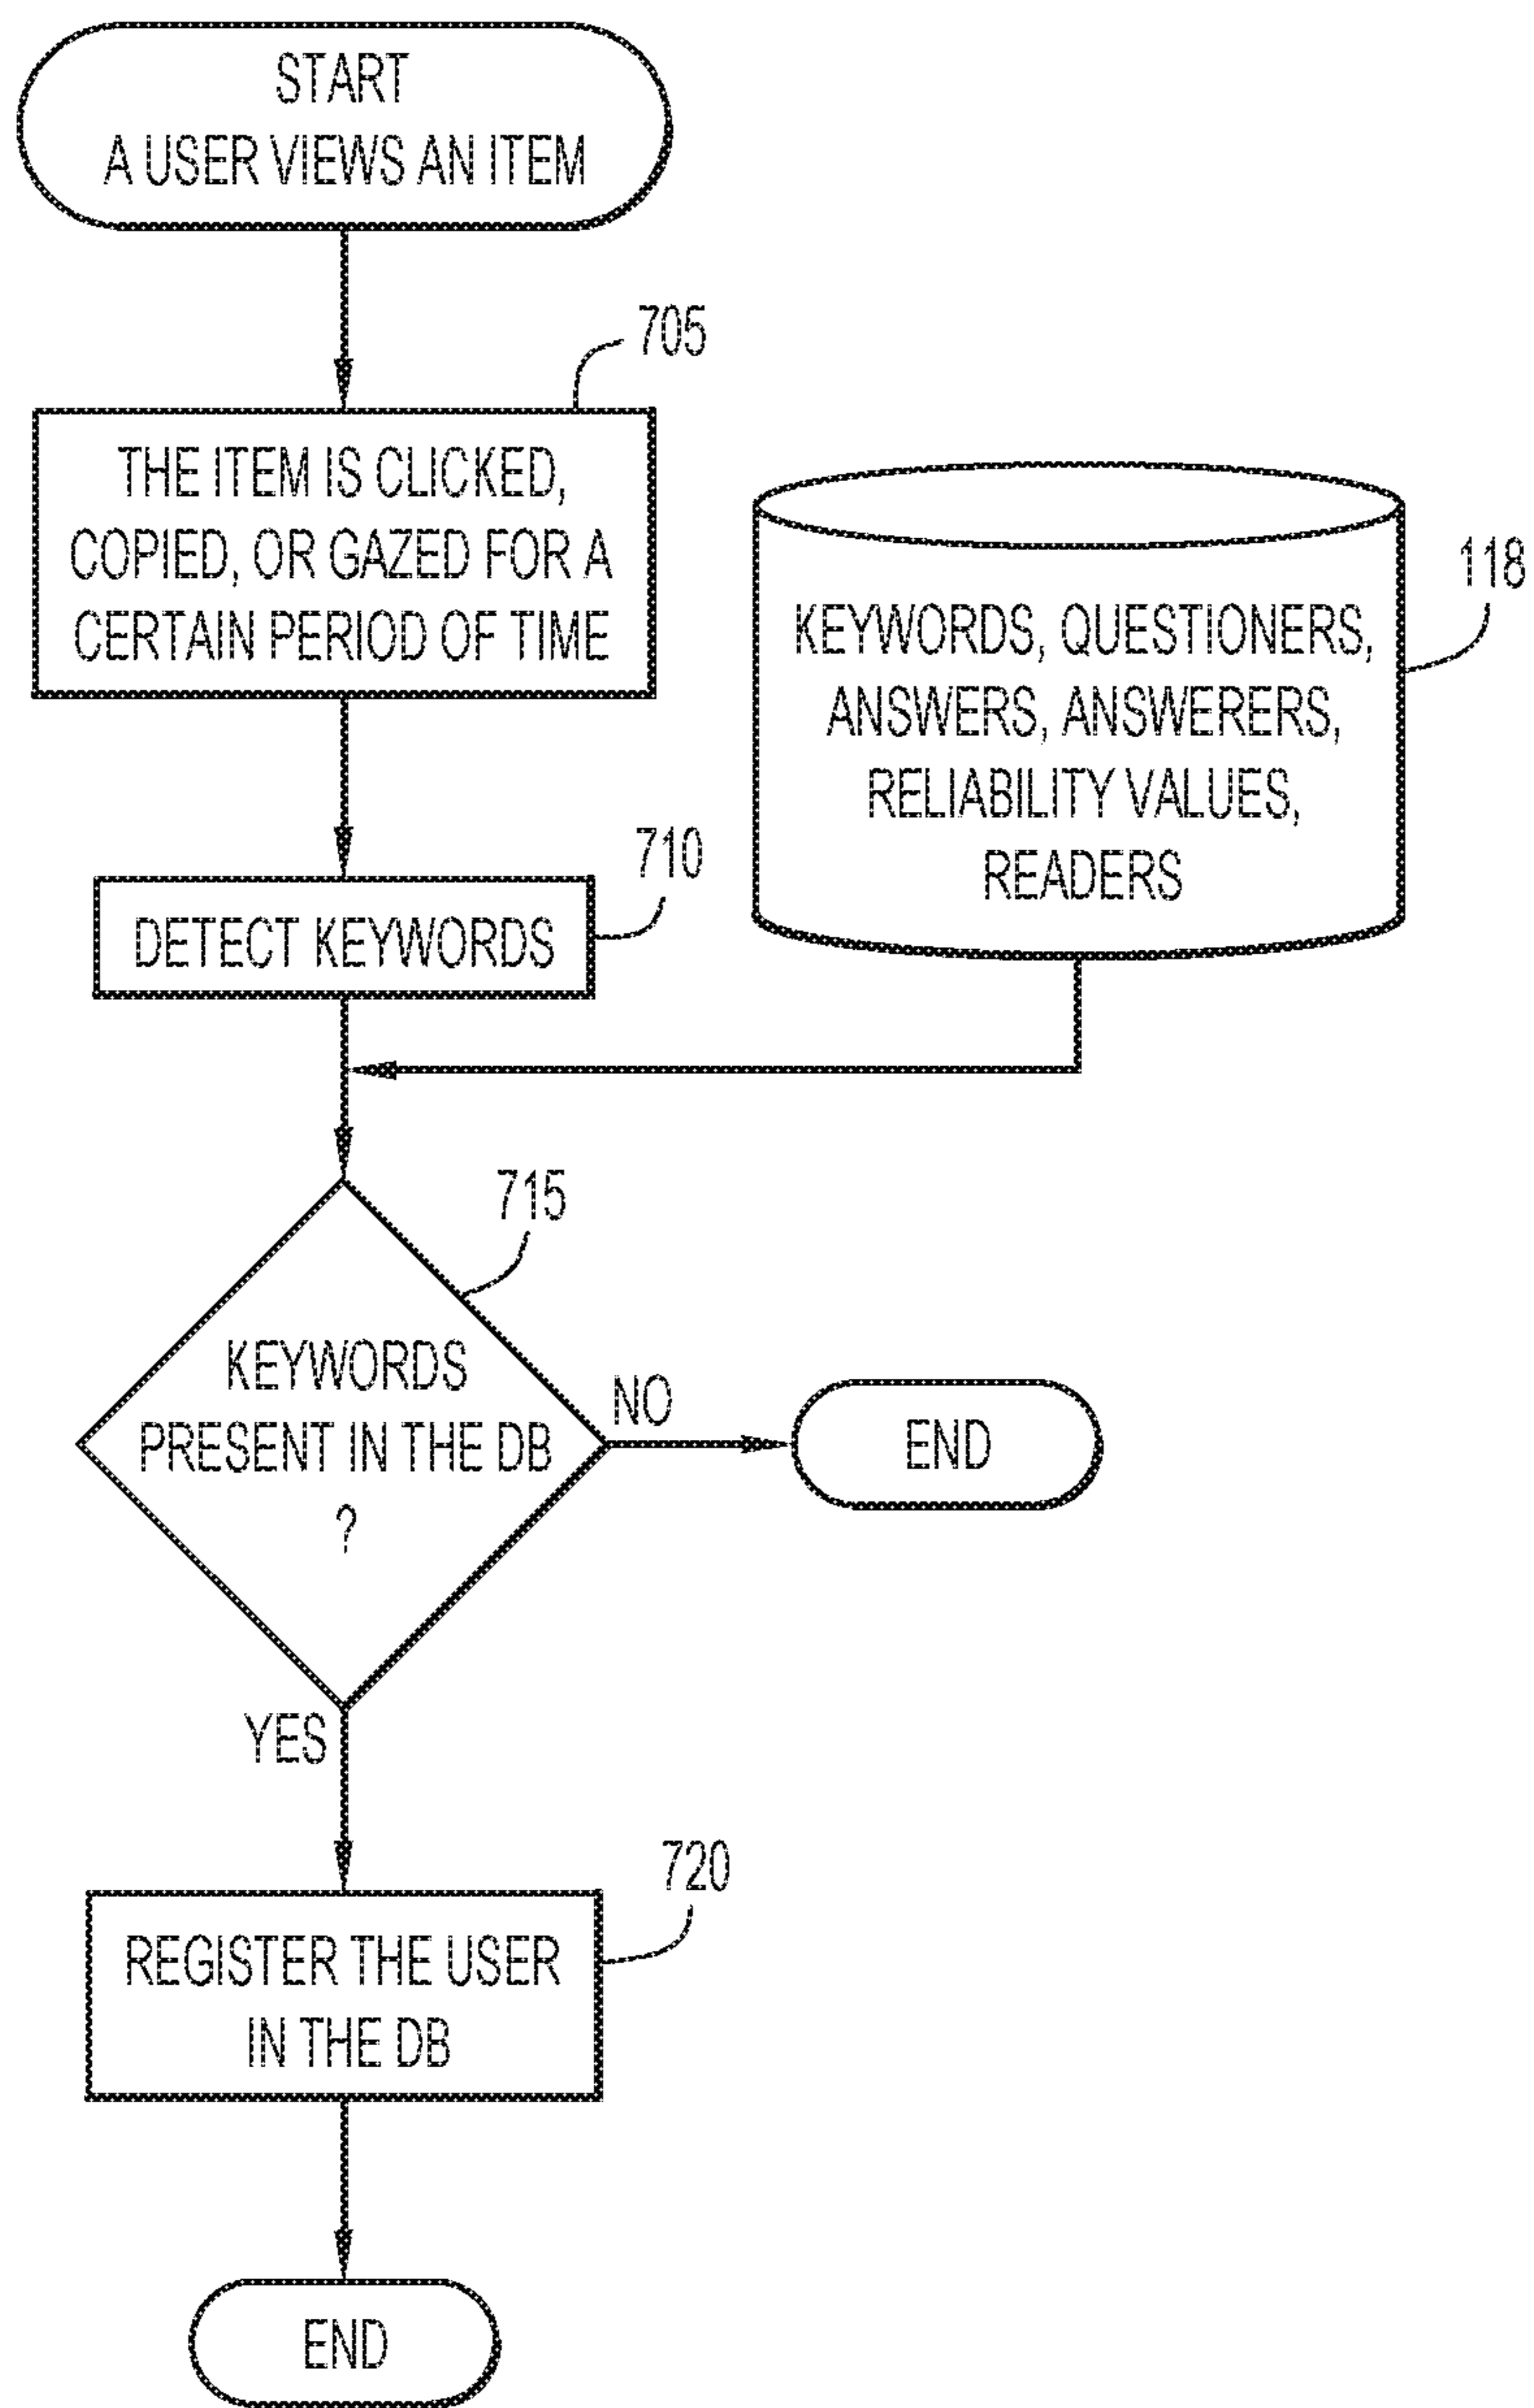 START
A USER VIEWS AN ITEM
705
THE ITEM IS CLICKED,
COPIED, OR GAZED FOR A
CERTAIN PERIOD OF TIME
118
KEYWORDS, QUESTIONERS,
ANSWERS, ANSWERERS,
RELIABILITY VALUES,
READERS
710
DETECT KEYWORDS
715
KEYWORDS
PRESENT IN THE DB
?
NO
END
YES
720
REGISTER THE USER
IN THE DB
END